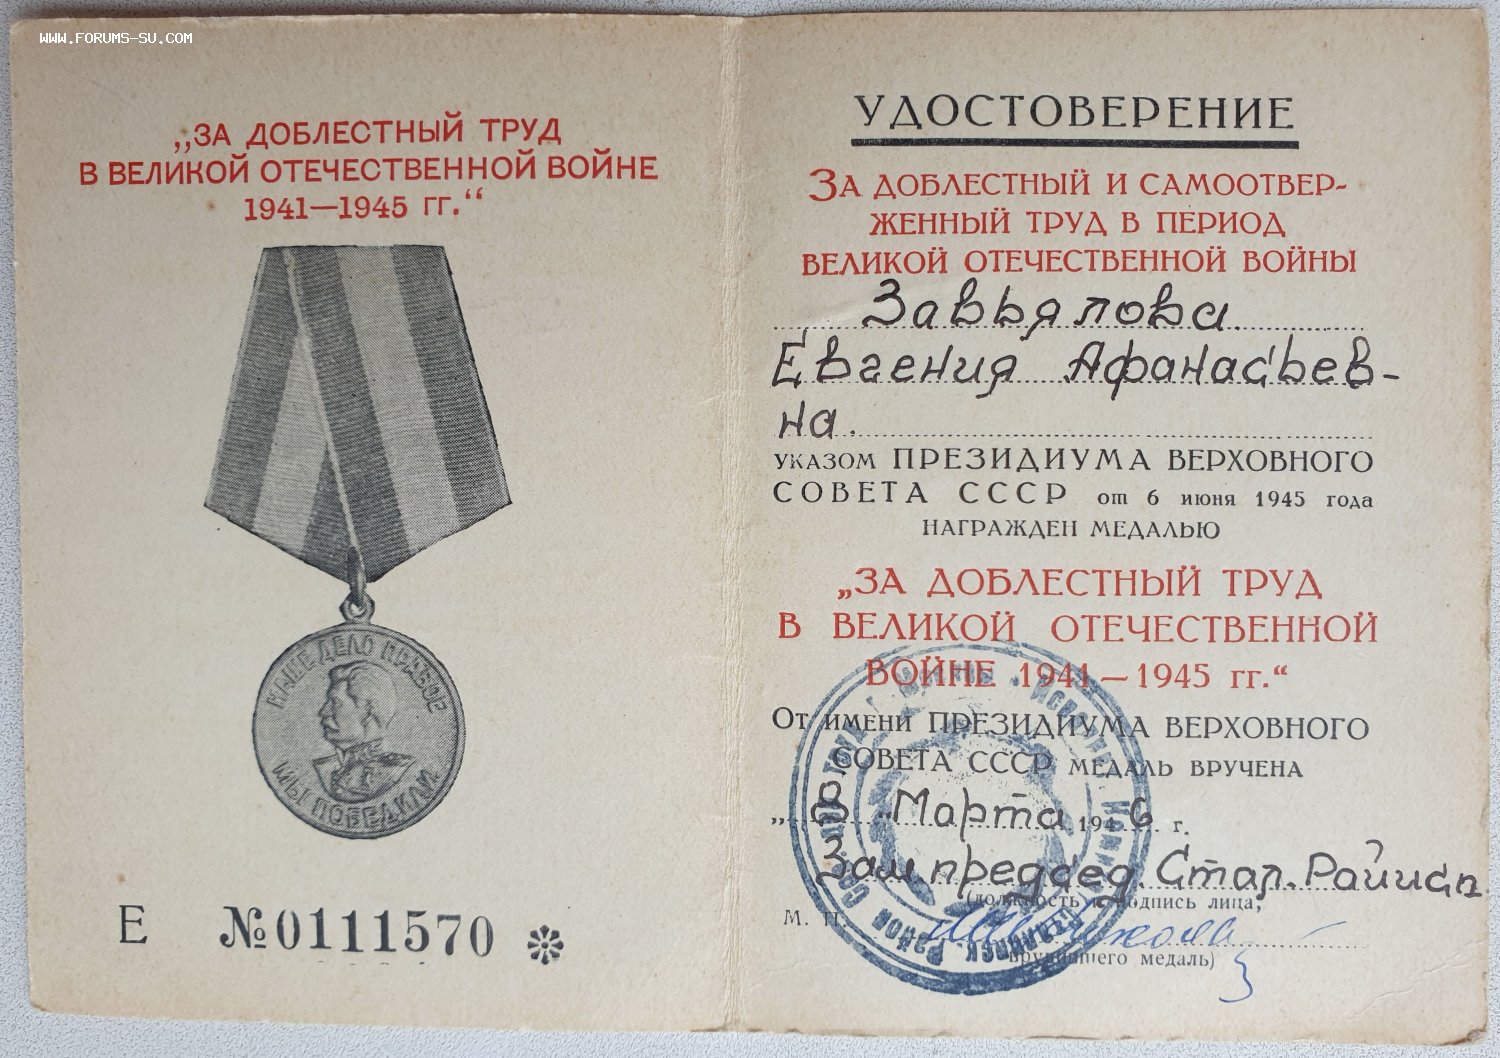 WWW.FORUMS-SU.COM
„ЗА ДОБЛЕСТНЫЙ ТРУД
В ВЕЛИКОЙ ОТЕЧЕСТВЕННОЙ ВОЙНЕ
1941—1945 ГГ.“
НАШЕ ДЕЛО ПРАВОЕ
МЫ ПОБЕДИЛИ
Е №0111570
УДОСТОВЕРЕНИЕ
ЗА ДОБЛЕСТНЫЙ И САМООТВЕР-
ЖЕННЫЙ ТРУД В ПЕРИОД
ВЕЛИКОЙ ОТЕЧЕСТВЕННОЙ ВОЙНЫ
Завьялова
Евгения Афанасьев-
на.
УКАЗОМ ПРЕЗИДИУМА ВЕРХОВНОГО
СОВЕТА СССР от 6 июня 1945 года
НАГРАЖДЕН МЕДАЛЬЮ
„ЗА ДОБЛЕСТНЫЙ ТРУД
В ВЕЛИКОЙ ОТЕЧЕСТВЕННОЙ
ВОЙНЕ 1941—1945 гг.“
От имени ПРЕЗИДИУМА ВЕРХОВНОГО
СОВЕТА СССР МЕДАЛЬ ВРУЧЕНА
„ Марта 1946 г.
Зам. председ. Стал. Райисп.
(должность и подпись лица,
М. П.
вручившего медаль)